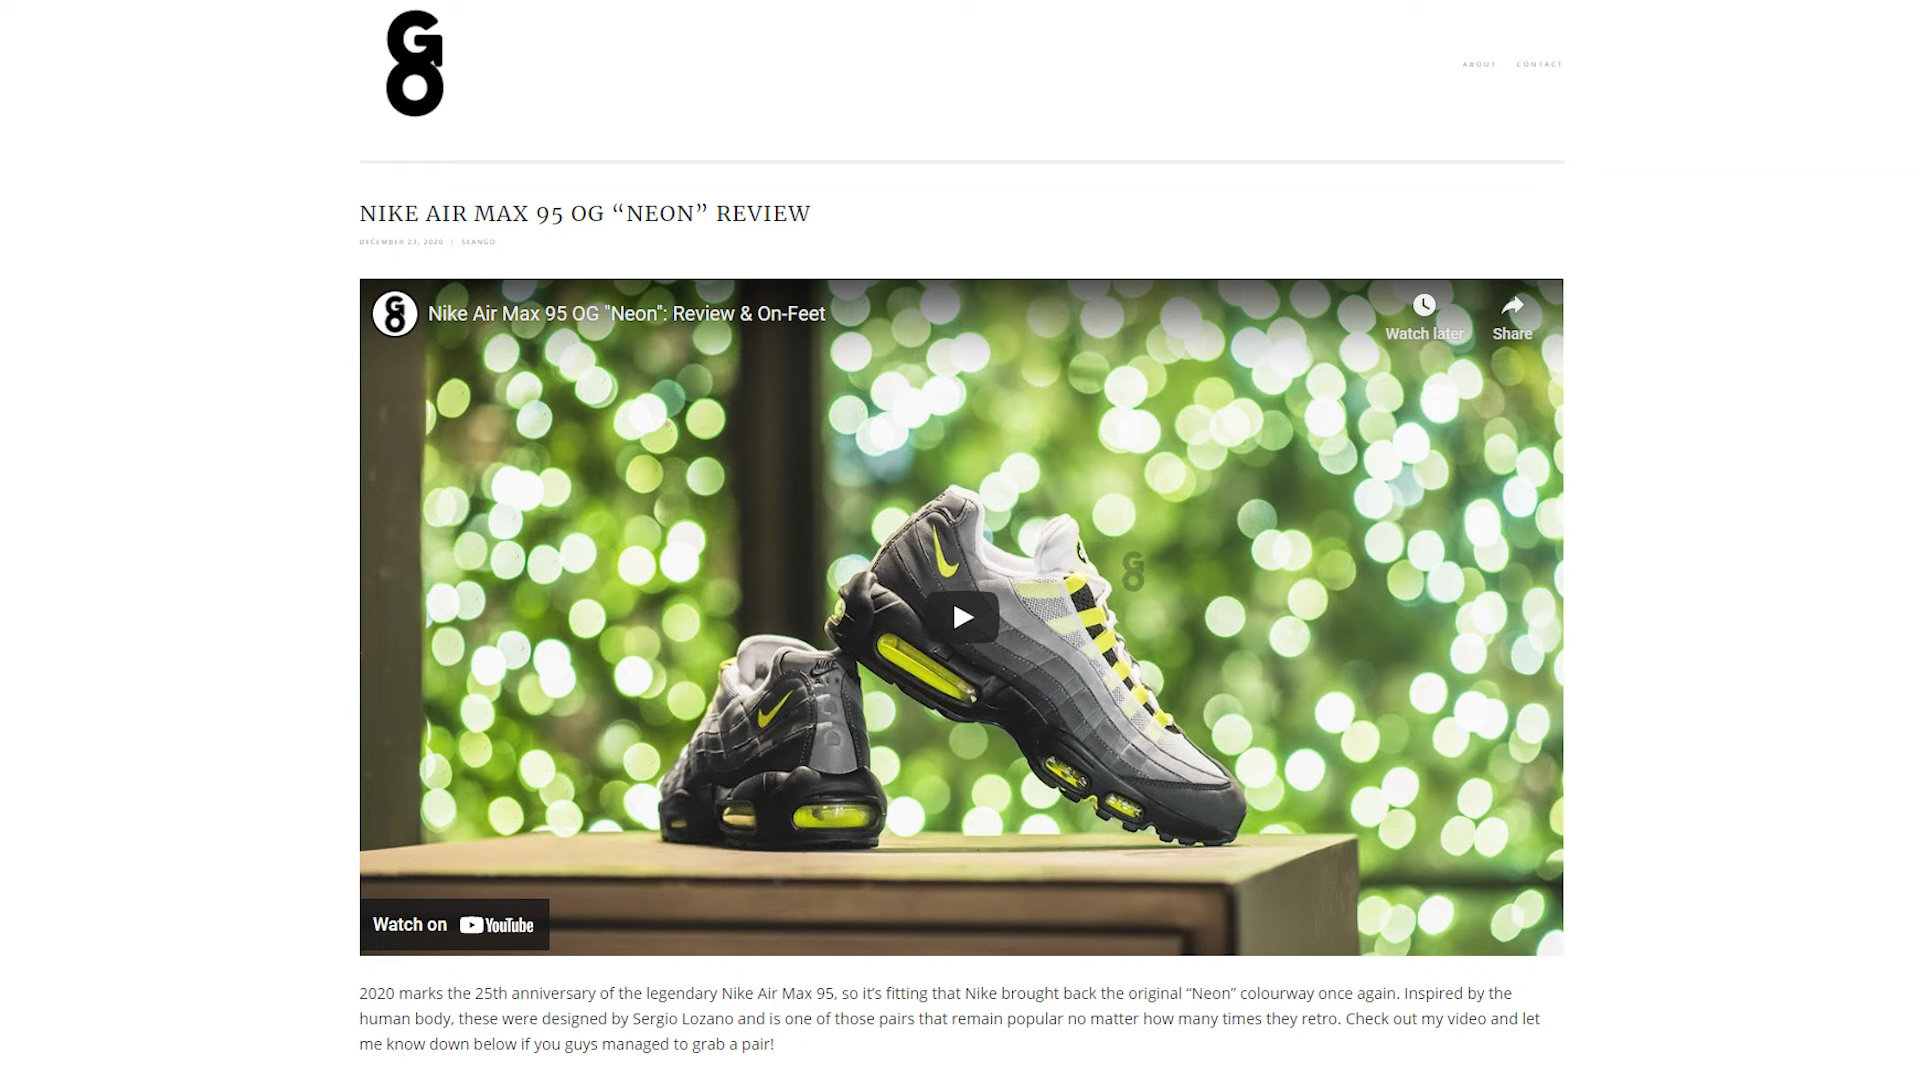 GO
ABOUT CONTACT
NIKE AIR MAX 95 OG “NEON” REVIEW
DECEMBER 23, 2020 | SEANGO
GO
Nike Air Max 95 OG "Neon": Review & On-Feet
Watch later
Share
GO
NIKE
Watch on YouTube
2020 marks the 25th anniversary of the legendary Nike Air Max 95, so it’s fitting that Nike brought back the original “Neon” colourway once again. Inspired by the
human body, these were designed by Sergio Lozano and is one of those pairs that remain popular no matter how many times they retro. Check out my video and let
me know down below if you guys managed to grab a pair!